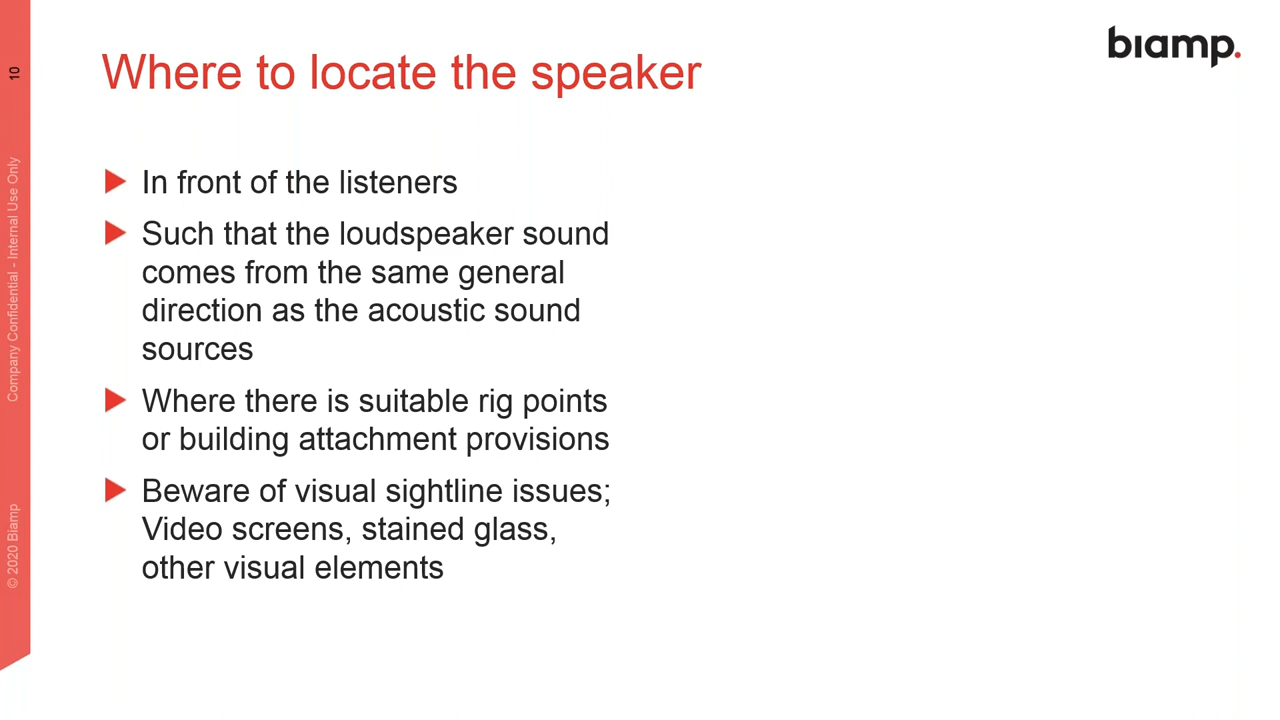 Where to locate the speaker
biamp.
In front of the listeners
Such that the loudspeaker sound
comes from the same general
direction as the acoustic sound
sources
Where there is suitable rig points
or building attachment provisions
Beware of visual sightline issues;
Video screens, stained glass,
other visual elements
10
Company Confidential - Internal Use Only
© 2020 Biamp